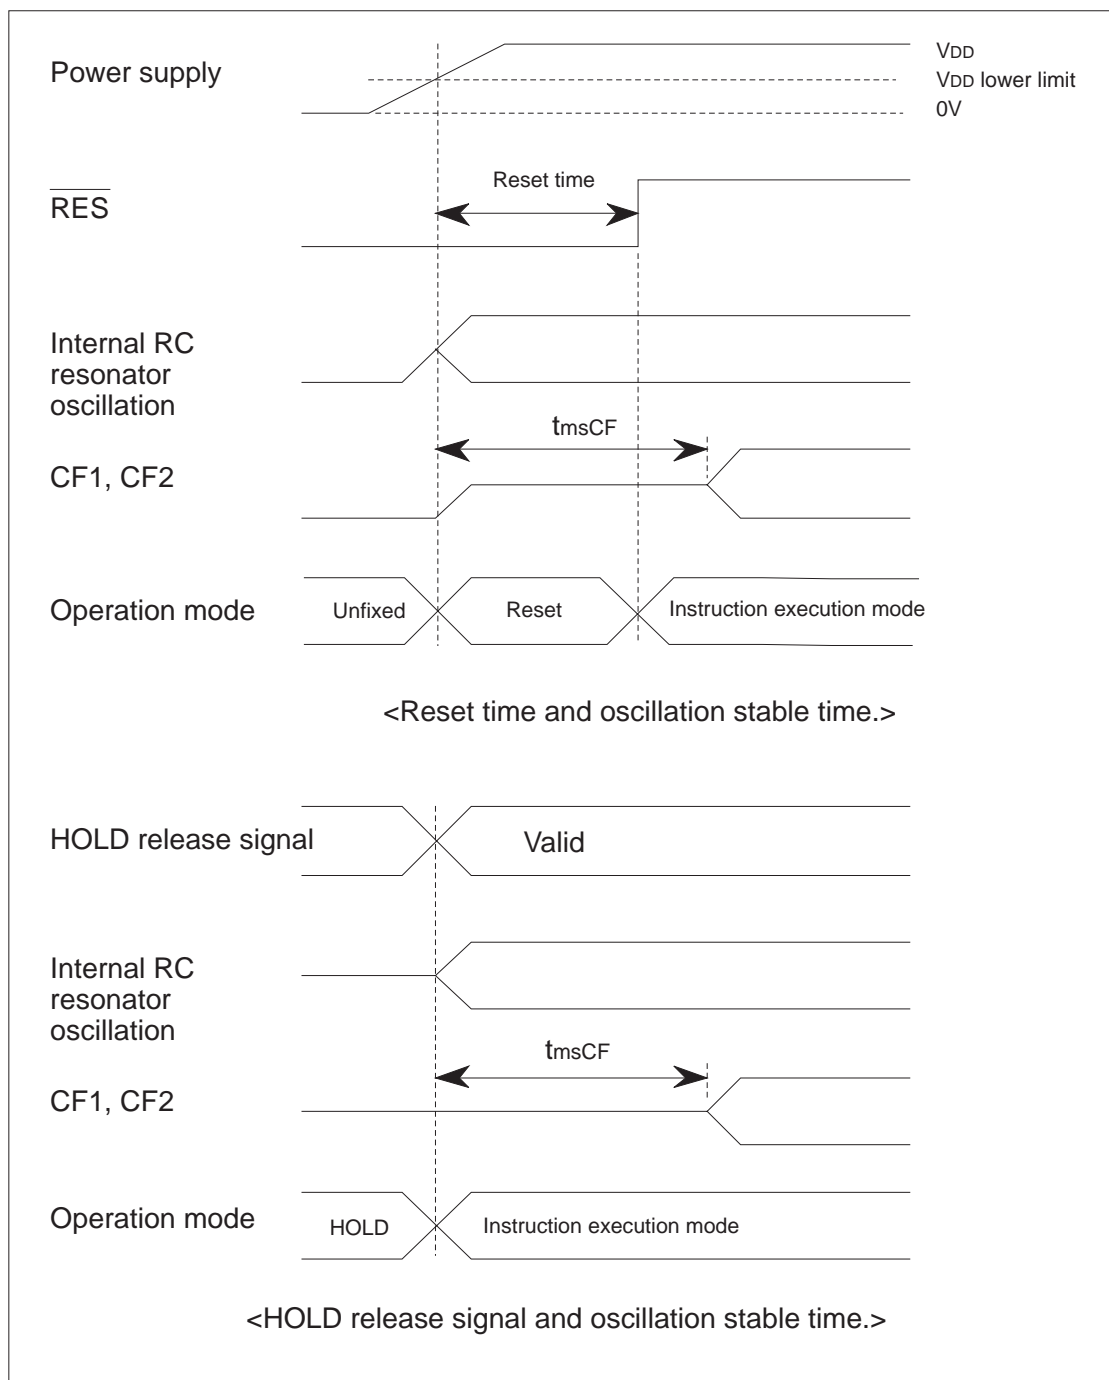 Power supply
VDD
VDD lower limit
0V
RES
Reset time
Internal RC
resonator
oscillation
tmsCF
CF1, CF2
Operation mode
Unfixed
Reset
Instruction execution mode
<Reset time and oscillation stable time.>
HOLD release signal
Valid
Internal RC
resonator
oscillation
tmsCF
CF1, CF2
Operation mode
HOLD
Instruction execution mode
<HOLD release signal and oscillation stable time.>